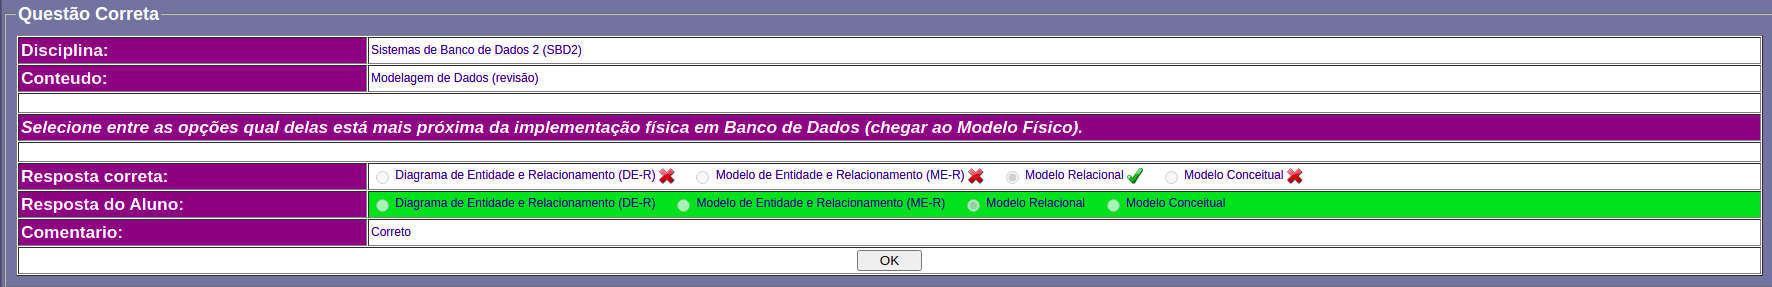 Questão Correta
Disciplina: Sistemas de Banco de Dados 2 (SBD2)
Conteudo: Modelagem de Dados (revisão)
Selecione entre as opções qual delas está mais próxima da implementação física em Banco de Dados (chegar ao Modelo Físico).
Resposta correta: Diagrama de Entidade e Relacionamento (DE-R) Modelo de Entidade e Relacionamento (ME-R) Modelo Relacional Modelo Conceitual
Resposta do Aluno: Diagrama de Entidade e Relacionamento (DE-R) Modelo de Entidade e Relacionamento (ME-R) Modelo Relacional Modelo Conceitual
Comentario: Correto
OK